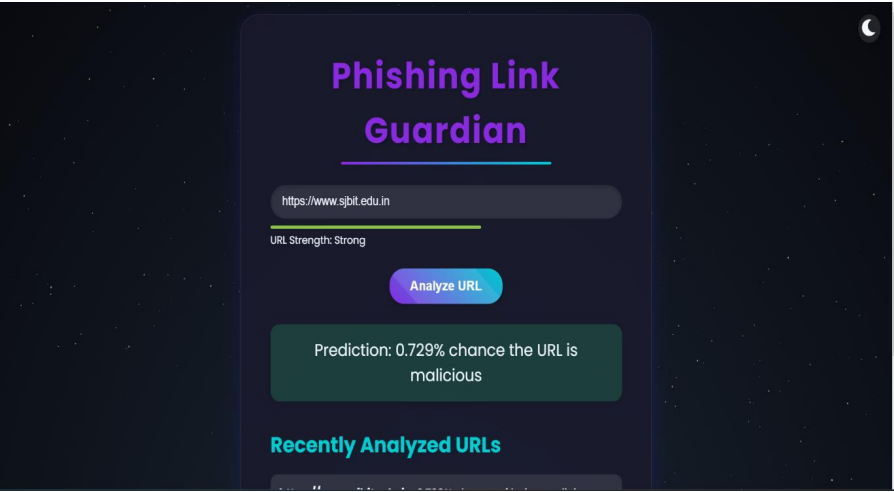 Phishing Link
Guardian
https://www.sjbit.edu.in
URL Strength: Strong
Analyze URL
Prediction: 0.729% chance the URL is
malicious
Recently Analyzed URLs